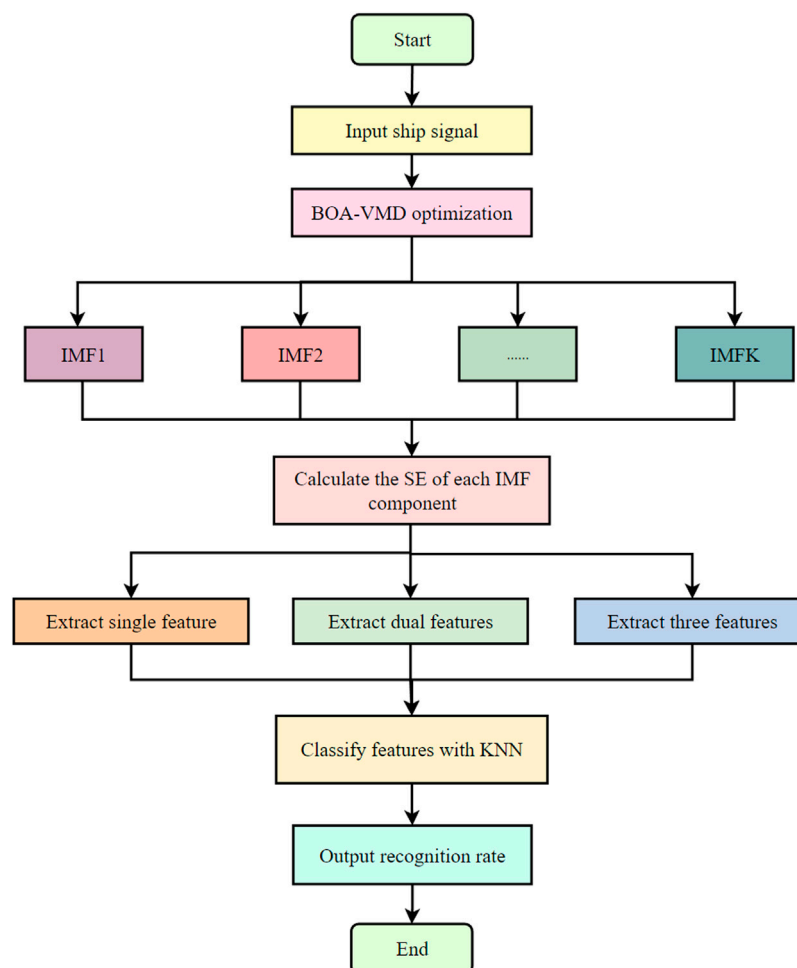 Start
Input ship signal
BOA-VMD optimization
IMF1
IMF2
......
IMFK
Calculate the SE of each IMF
component
Extract single feature
Extract dual features
Extract three features
Classify features with KNN
Output recognition rate
End